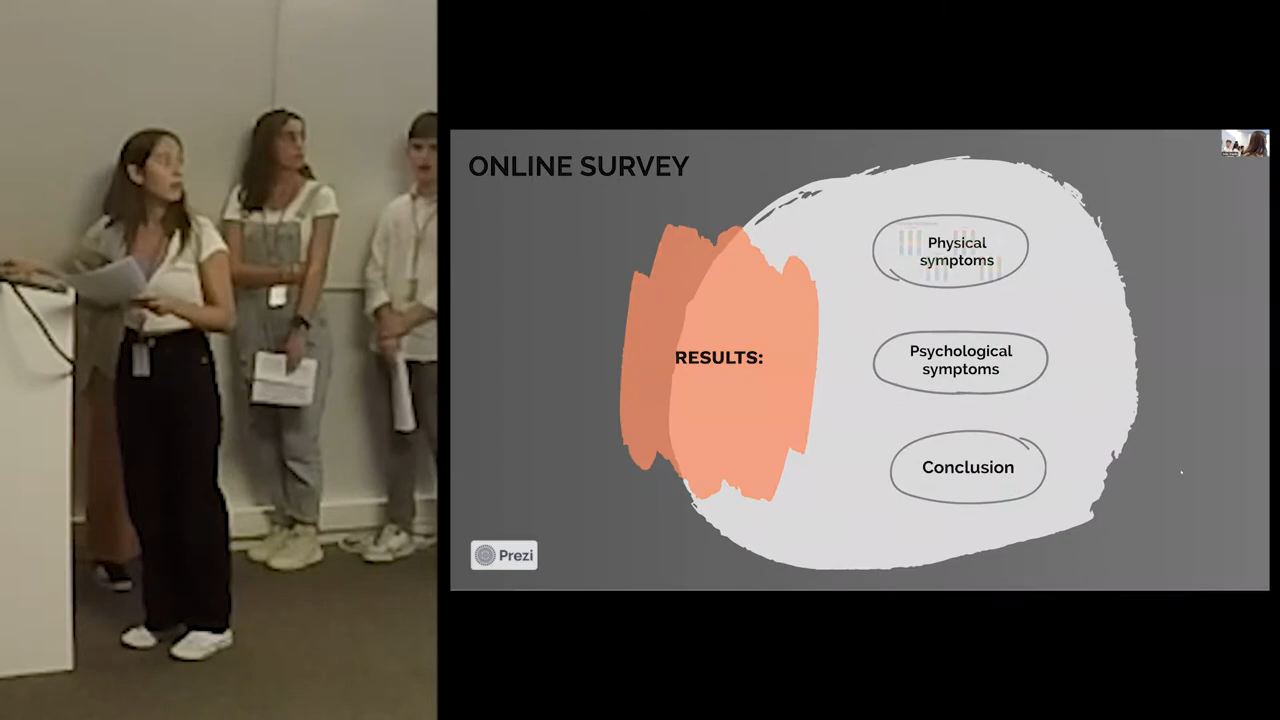 ONLINE SURVEY
RESULTS:
Physical
symptoms
Psychological
symptoms
Conclusion
Prezi